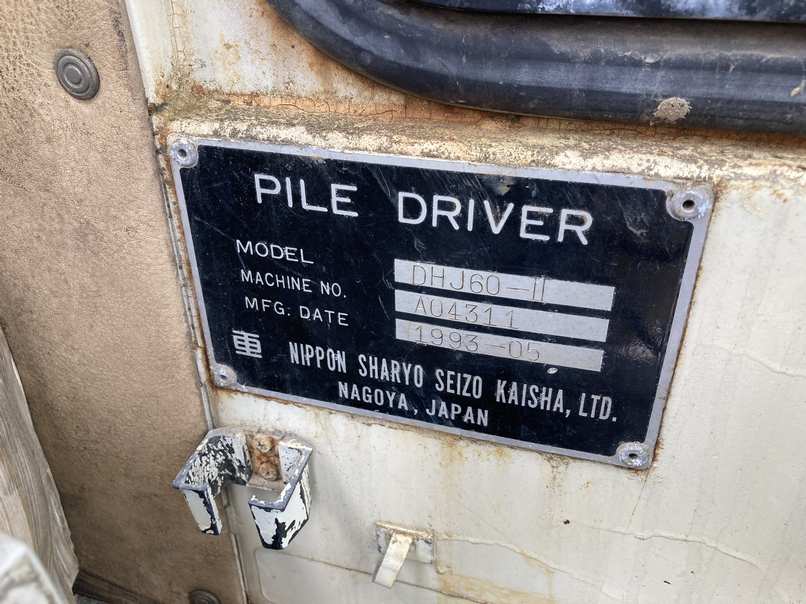 PILE DRIVER
MODEL DHJ60-II
MACHINE NO. A04311
MFG. DATE 1993-05
NIPPON SHARYO SEIZO KAISHA, LTD.
NAGOYA, JAPAN